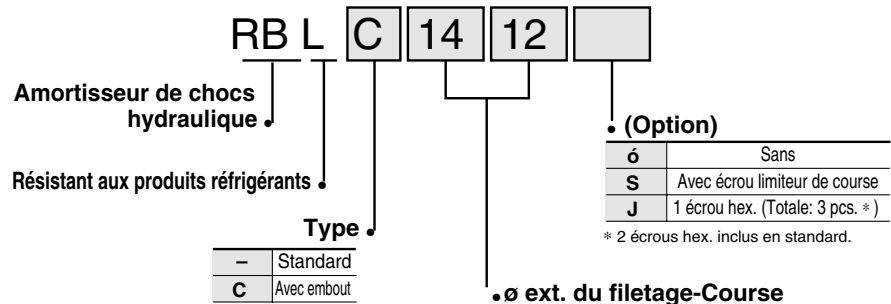 RB L C 14 12
Amortisseur de chocs
hydraulique
Résistant aux produits réfrigérants
Type
– Standard
C Avec embout
(Option)
ó Sans
S Avec écrou limiteur de course
J 1 écrou hex. (Totale: 3 pcs. ∗ )
∗ 2 écrous hex. inclus en standard.
ø ext. du filetage-Course